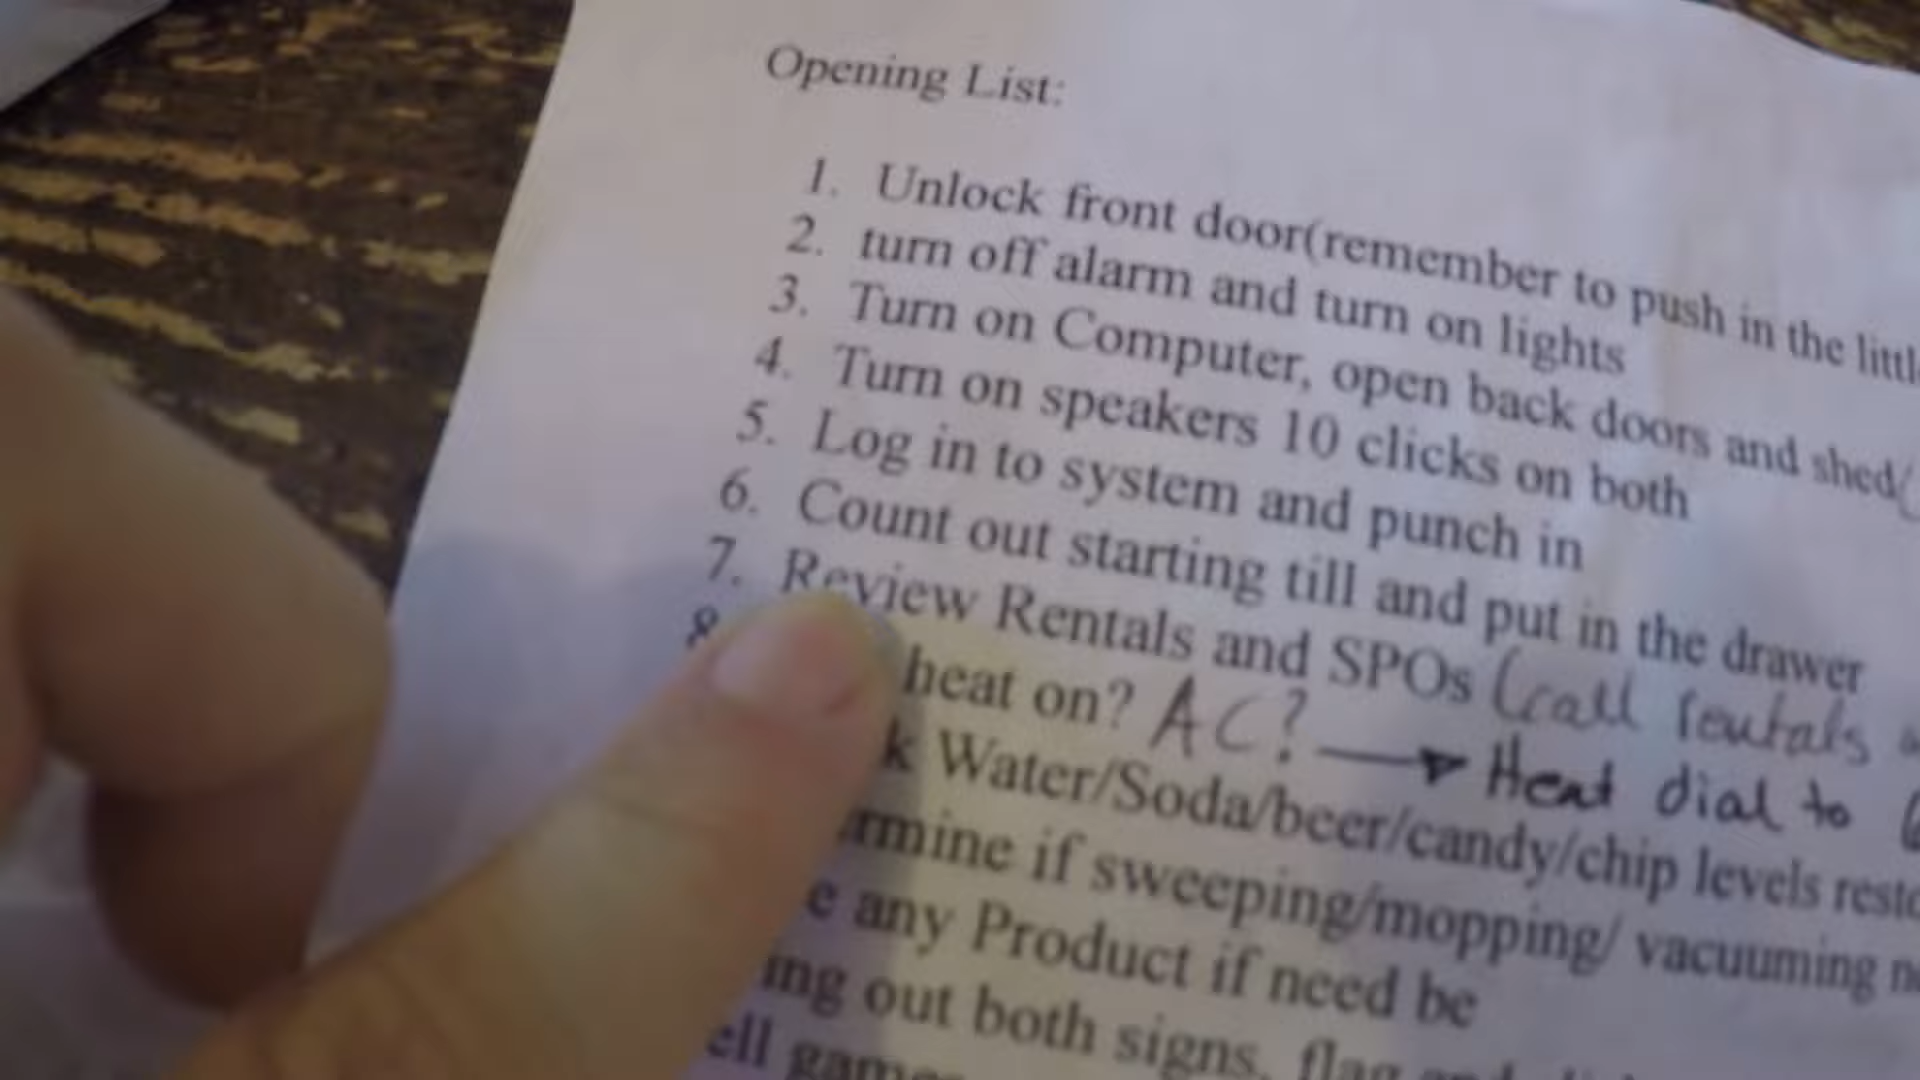 Opening List:
1. Unlock front door(remember to push in the
2. turn off alarm and turn on lights
3. Turn on Computer, open back doors and shed
4. Turn on speakers 10 clicks on both
5. Log in to system and punch in
6. Count out starting till and put in the drawer
7. Review Rentals and SPOs (call rentals
8 heat on? AC? → Heat dial to
Water/Soda/beer/candy/chip levels
if sweeping/mopping/ vacuuming
any Product if need be
out both signs, flag and